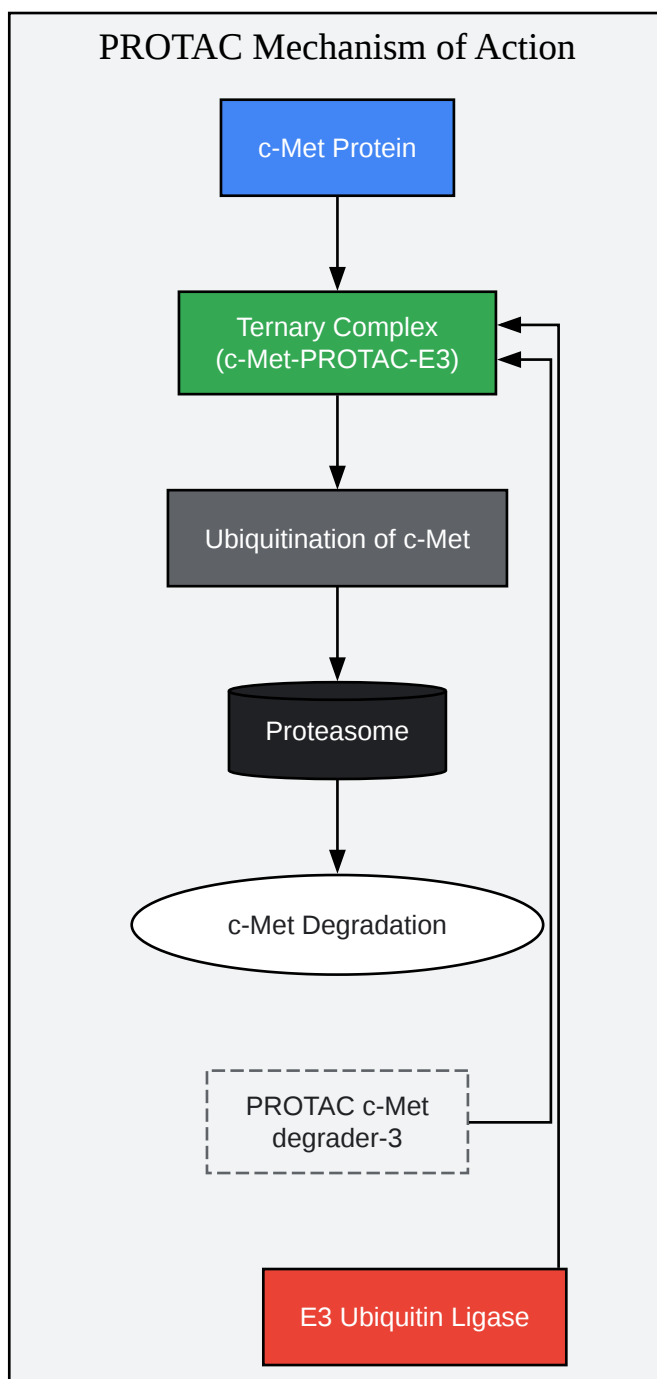 PROTAC Mechanism of Action
c-Met Protein
Ternary Complex
(c-Met-PROTAC-E3)
Ubiquitination of c-Met
Proteasome
c-Met Degradation
PROTAC c-Met
degrader-3
E3 Ubiquitin Ligase